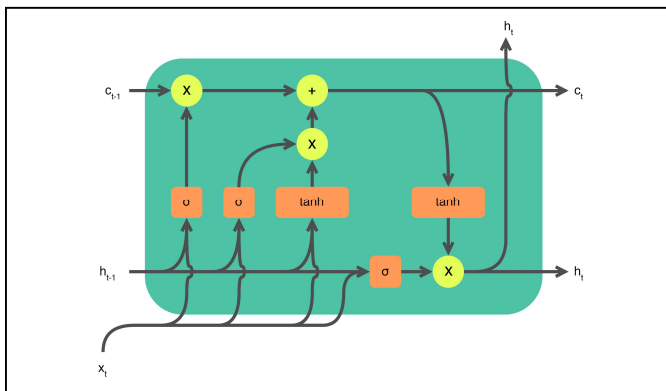 hₜ
cₜ₋₁ X + cₜ
X
σ σ tanh tanh
hₜ₋₁ σ X hₜ
xₜ